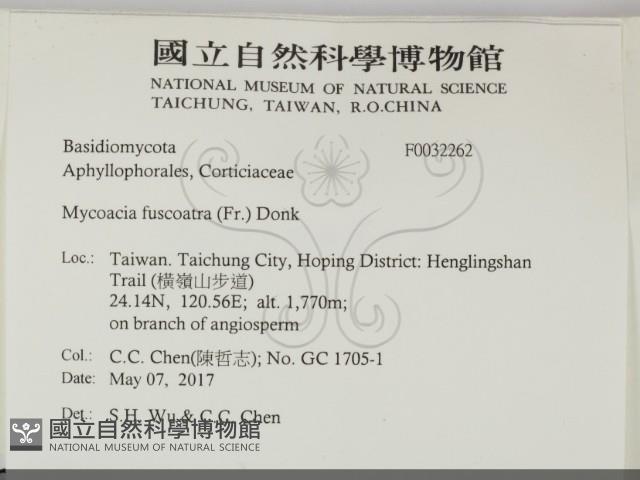 國立自然科學博物館
NATIONAL MUSEUM OF NATURAL SCIENCE
TAICHUNG, TAIWAN, R.O.CHINA
Basidiomycota F0032262
Aphyllophorales, Corticiaceae
Mycoacia fuscoatra (Fr.) Donk
Loc.: Taiwan. Taichung City, Hoping District: Henglingshan
Trail (橫嶺山步道)
24.14N, 120.56E; alt. 1,770m;
on branch of angiosperm
Col.: C.C. Chen(陳哲志); No. GC 1705-1
Date: May 07, 2017
Det.: S.H. Wu & C.C. Chen
國立自然科學博物館
NATIONAL MUSEUM OF NATURAL SCIENCE